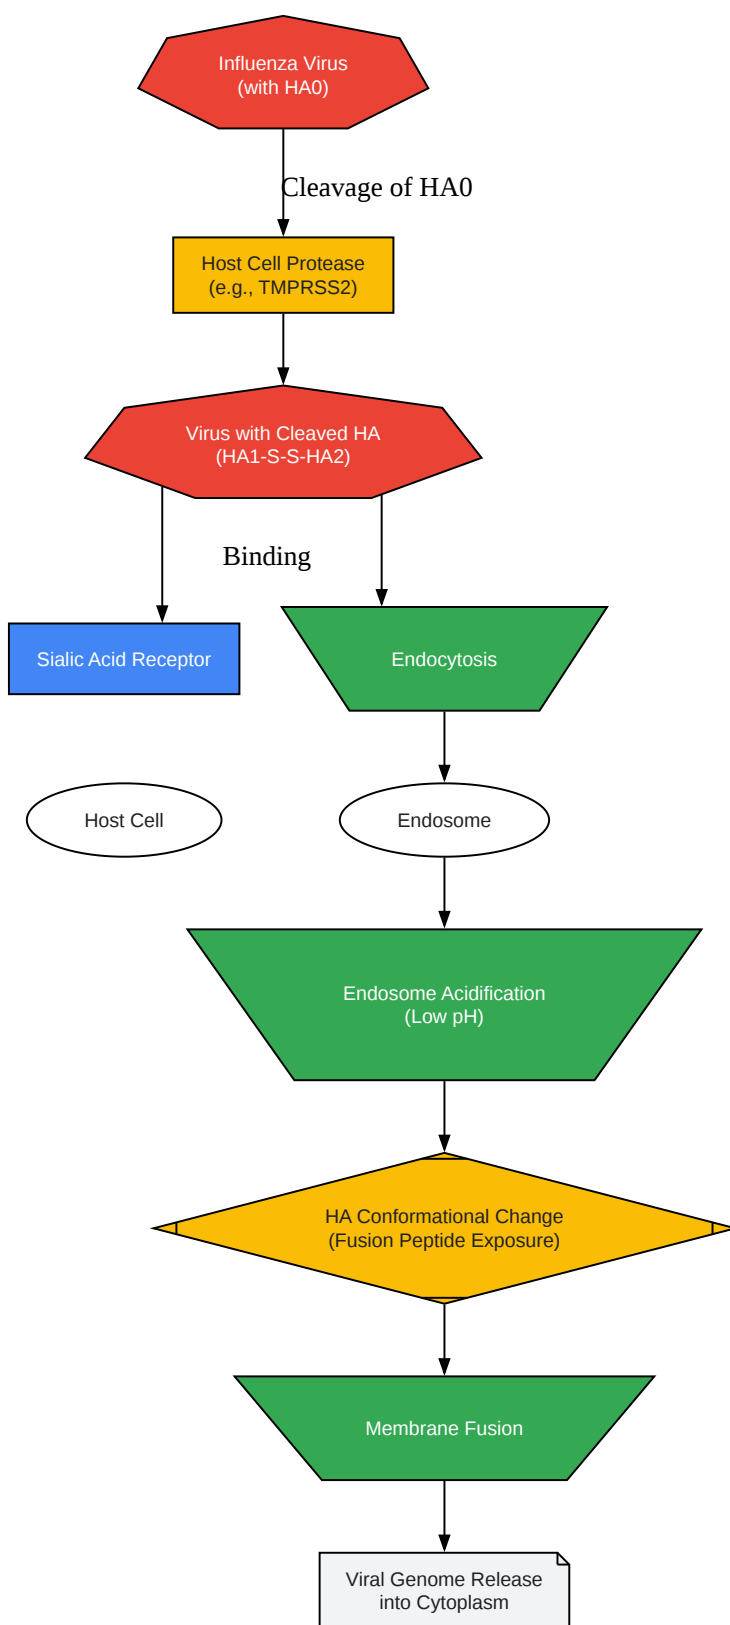 Influenza Virus
(with HA0)
Cleavage of HA0
Host Cell Protease
(e.g., TMPRSS2)
Virus with Cleaved HA
(HA1-S-S-HA2)
Binding
Sialic Acid Receptor
Endocytosis
Host Cell
Endosome
Endosome Acidification
(Low pH)
HA Conformational Change
(Fusion Peptide Exposure)
Membrane Fusion
Viral Genome Release
into Cytoplasm